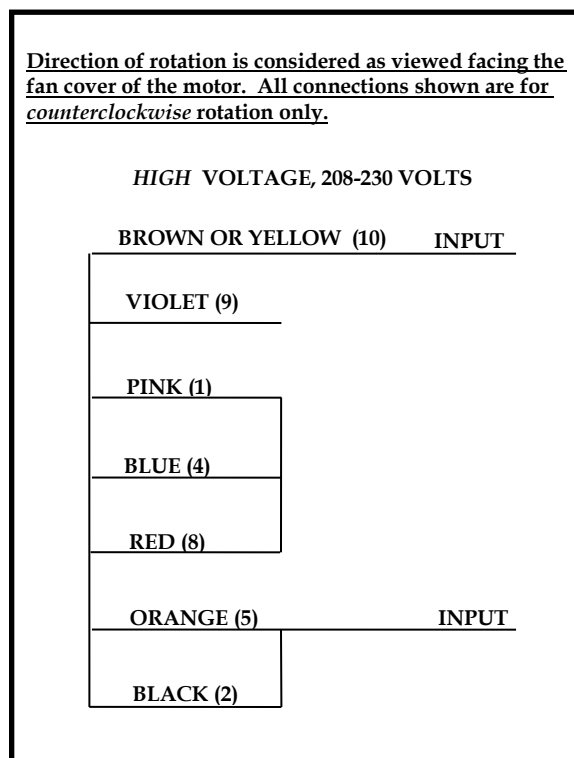 Direction of rotation is considered as viewed facing the
fan cover of the motor. All connections shown are for
counterclockwise rotation only.
HIGH VOLTAGE, 208-230 VOLTS
BROWN OR YELLOW (10) INPUT
VIOLET (9)
PINK (1)
BLUE (4)
RED (8)
ORANGE (5) INPUT
BLACK (2)